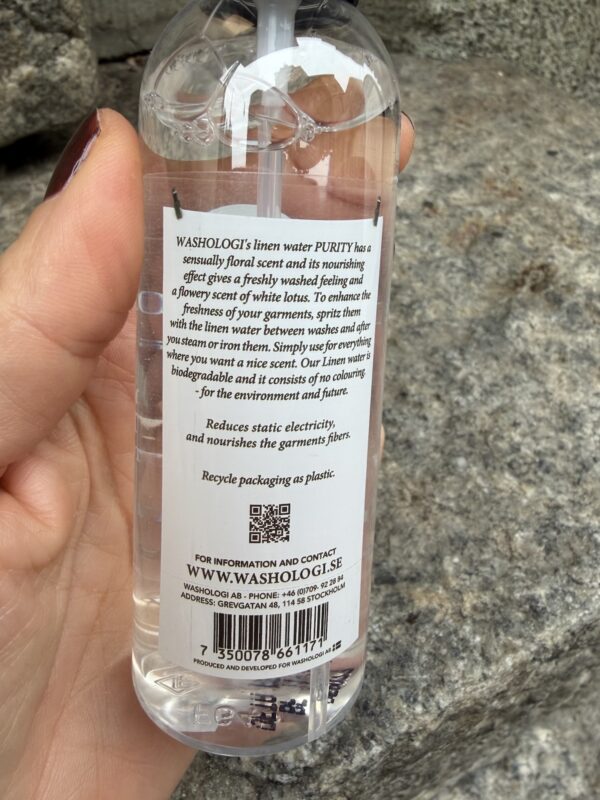 WASHOLOGI's linen water PURITY has a
sensually floral scent and its nourishing
effect gives a freshly washed feeling and
a flowery scent of white lotus. To enhance the
freshness of your garments, spritz them
with the linen water between washes and after
you steam or iron them. Simply use for everything
where you want a nice scent. Our Linen water is
biodegradable and it consists of no colouring.
- for the environment and future.
Reduces static electricity,
and nourishes the garments fibers.
Recycle packaging as plastic.
FOR INFORMATION AND CONTACT
WWW.WASHOLOGI.SE
WASHOLOGI AB - PHONE: +46 (0)709- 92 28 84
ADDRESS: GREVGATAN 48, 114 58 STOCKHOLM
7 350078 661171
PRODUCED AND DEVELOPED FOR WASHOLOGI AB